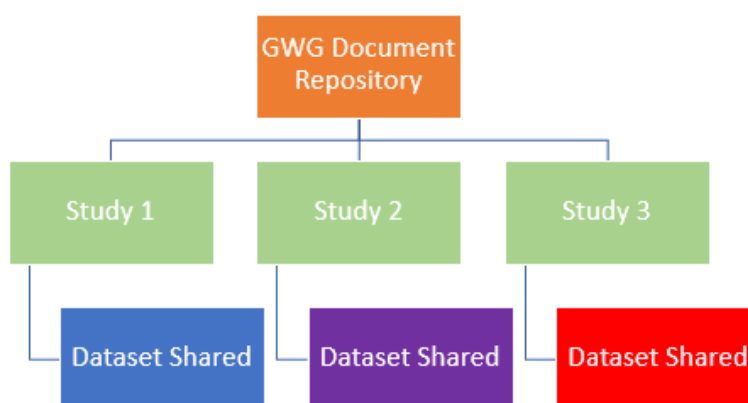 GWG Document
Repository
Study 1
Study 2
Study 3
Dataset Shared
Dataset Shared
Dataset Shared